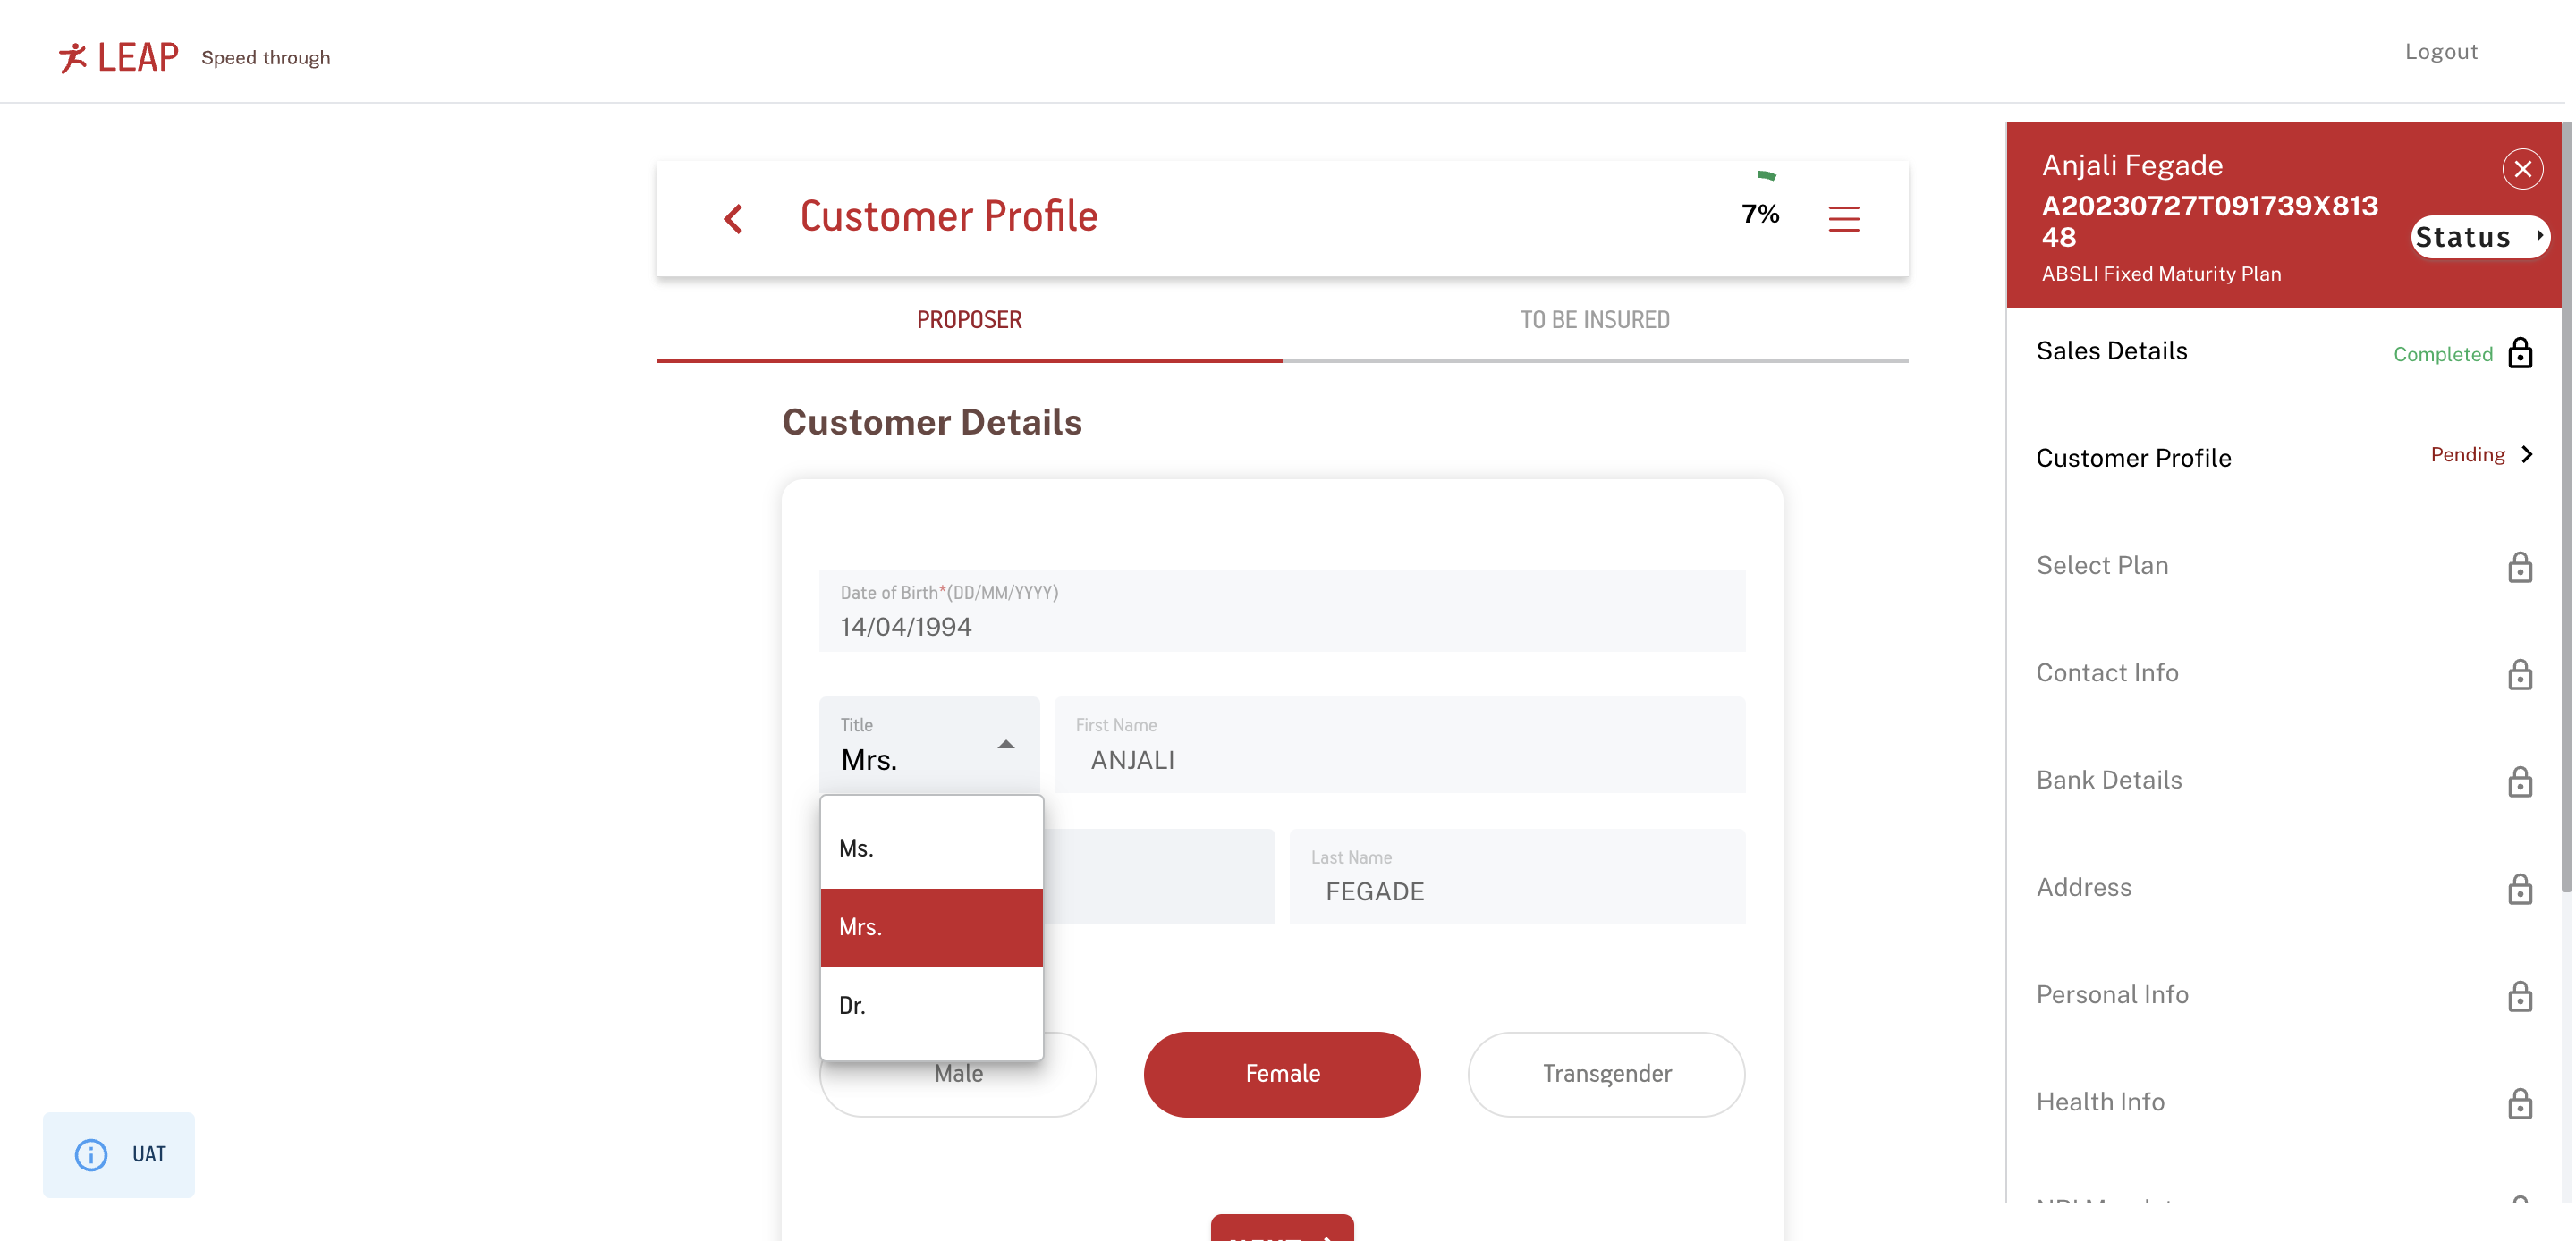 LEAP Speed through
Logout
Customer Profile
7%
PROPOSER
TO BE INSURED
Customer Details
Date of Birth*(DD/MM/YYYY)
14/04/1994
Title
Mrs.
First Name
ANJALI
Ms.
Mrs.
Dr.
Last Name
FEGADE
Male
Female
Transgender
UAT
Anjali Fegade
A20230727T091739X813
48
Status
ABSLI Fixed Maturity Plan
Sales Details
Completed
Customer Profile
Pending
Select Plan
Contact Info
Bank Details
Address
Personal Info
Health Info